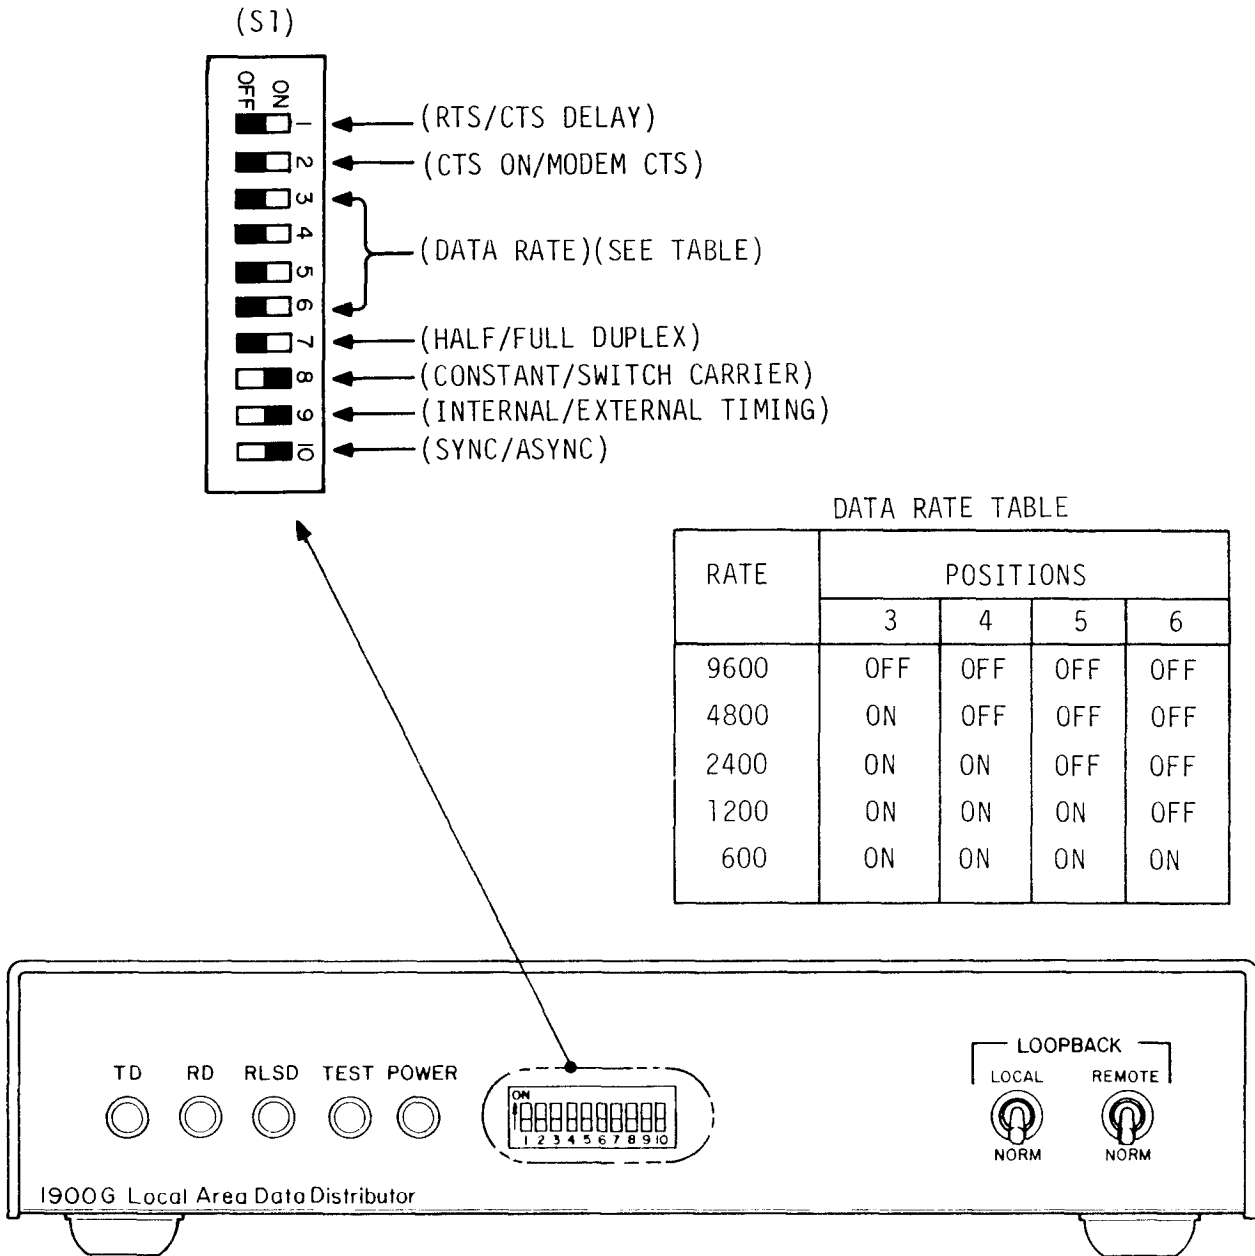 (S1)
OFF ON
1 (RTS/CTS DELAY)
2 (CTS ON/MODEM CTS)
3
4
(DATA RATE)(SEE TABLE)
5
6
7 (HALF/FULL DUPLEX)
8 (CONSTANT/SWITCH CARRIER)
9 (INTERNAL/EXTERNAL TIMING)
10 (SYNC/ASYNC)
DATA RATE TABLE
RATE POSITIONS
3 4 5 6
9600 OFF OFF OFF OFF
4800 ON OFF OFF OFF
2400 ON ON OFF OFF
1200 ON ON ON OFF
600 ON ON ON ON
LOOPBACK
TD RD RLSD TEST POWER
LOCAL REMOTE
ON
1 2 3 4 5 6 7 8 9 10
NORM NORM
1900G Local Area Data Distributor